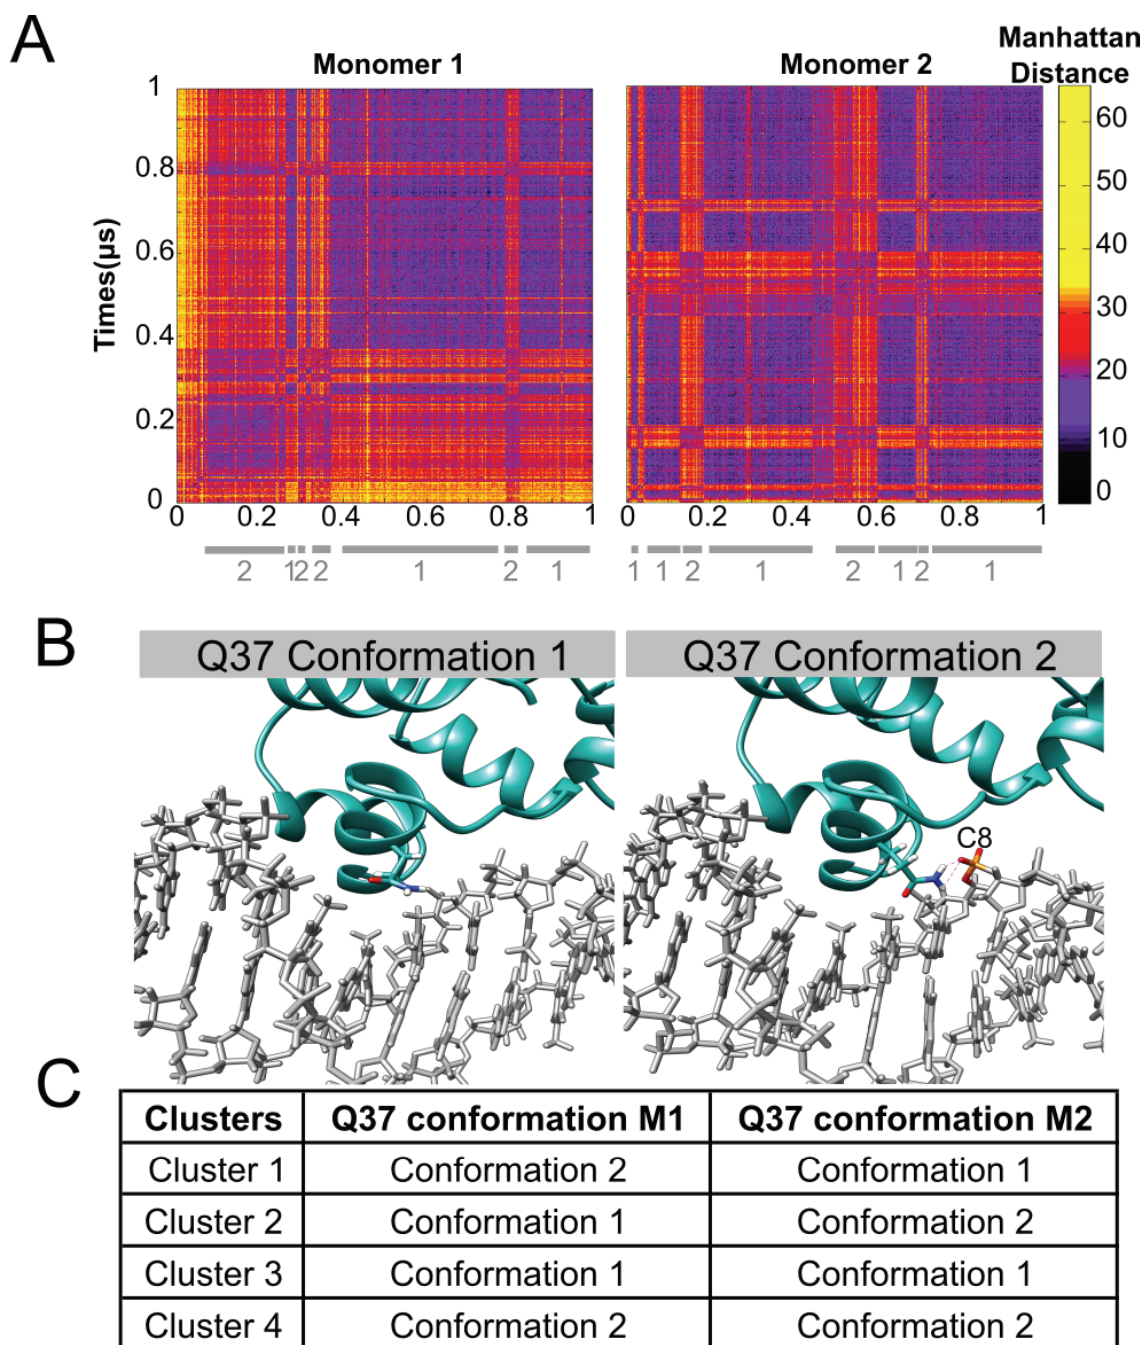 A
Monomer 1
Monomer 2
Manhattan
Distance
Times(µs)
1
0.8
0.6
0.4
0.2
0
0 0.2 0.4 0.6 0.8 1
0 0.2 0.4 0.6 0.8 1
60
50
40
30
20
10
0
2 1 2 2 1 2 1
1 1 2 1 2 1 2 1
B
Q37 Conformation 1
Q37 Conformation 2
C8
C
Clusters Q37 conformation M1 Q37 conformation M2
Cluster 1 Conformation 2 Conformation 1
Cluster 2 Conformation 1 Conformation 2
Cluster 3 Conformation 1 Conformation 1
Cluster 4 Conformation 2 Conformation 2